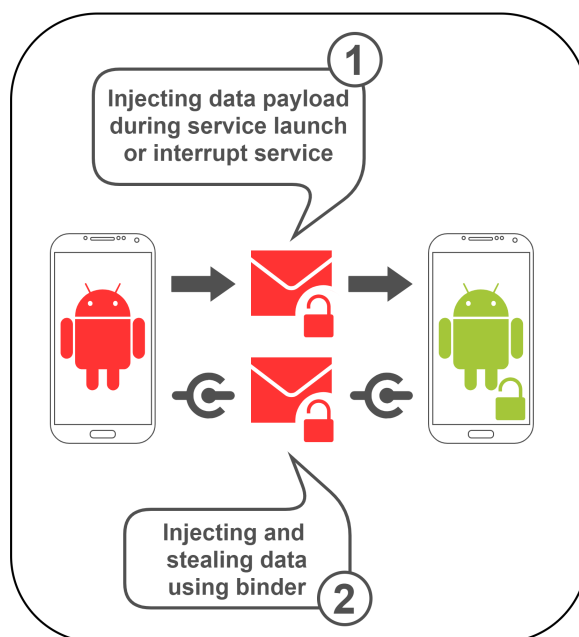 1
Injecting data payload
during service launch
or interrupt service
Injecting and
stealing data
using binder
2